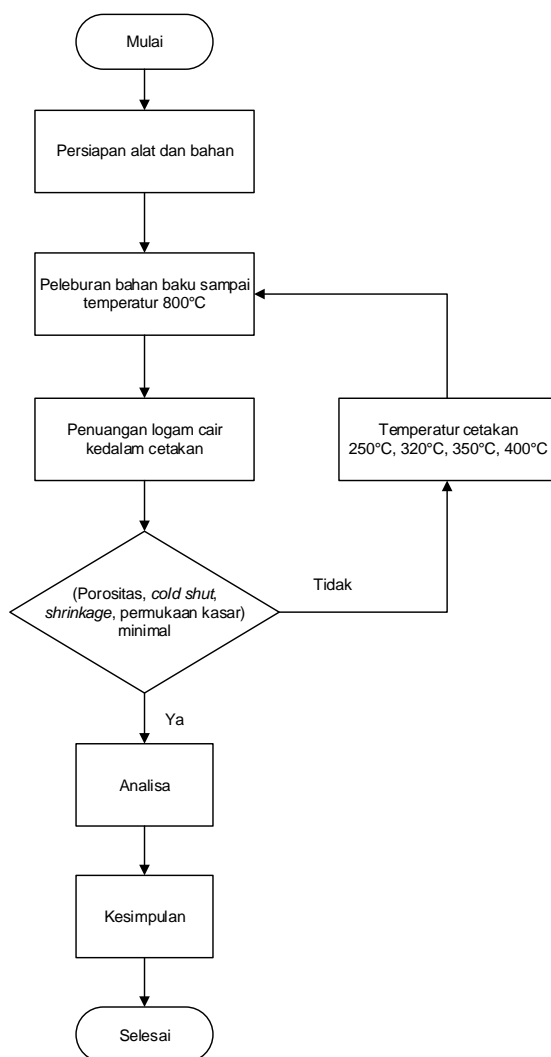 Mulai
Persiapan alat dan bahan
Peleburan bahan baku sampai
temperatur 800°C
Penuangan logam cair
kedalam cetakan
Temperatur cetakan
250°C, 320°C, 350°C, 400°C
(Porositas, cold shut,
shrinkage, permukaan kasar)
minimal
Tidak
Ya
Analisa
Kesimpulan
Selesai